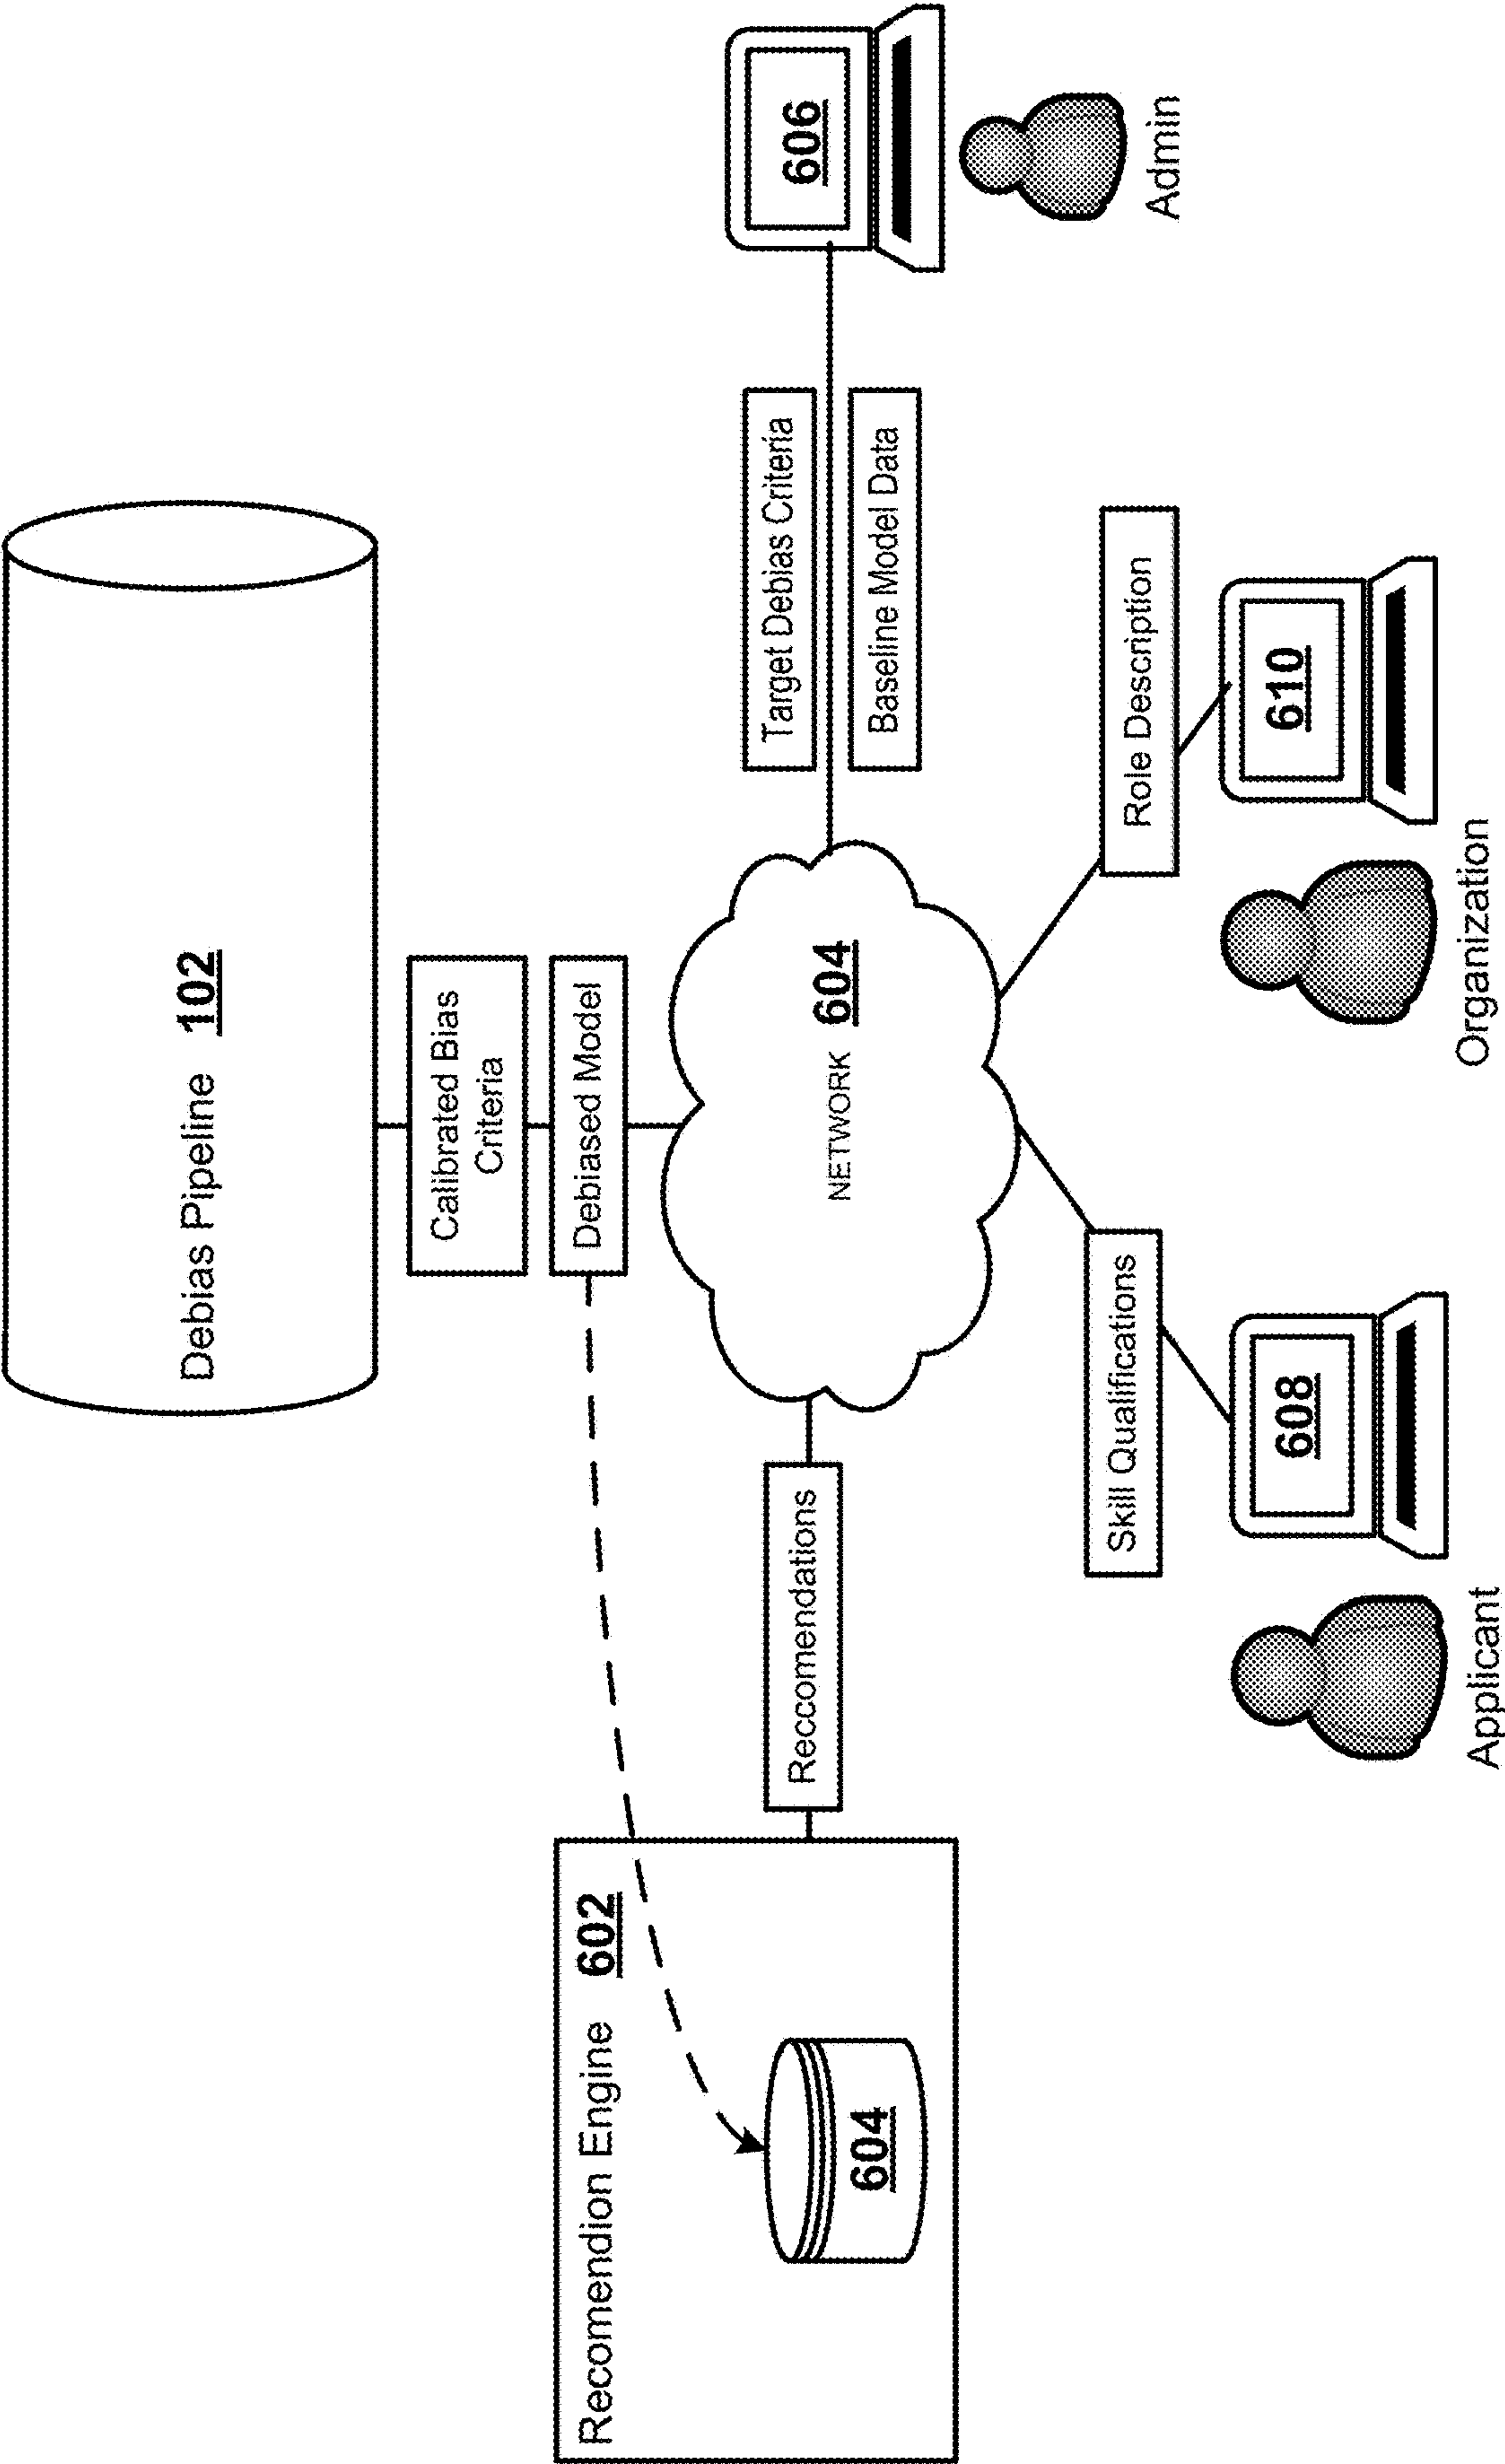 Debias Pipeline 102
Calibrated Bias
Criteria
Debiased Model
Recomendion Engine 602
604
Reccomendations
NETWORK 604
Target Debias Criteria
Baseline Model Data
606
Admin
Skill Qualifications
608
Applicant
Role Description
610
Organization